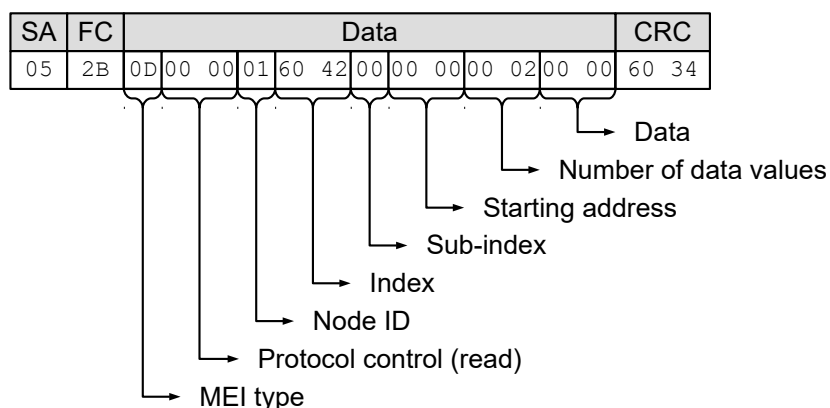 SA FC Data CRC
05 2B 0D 00 00 01 60 42 00 00 00 00 02 00 00 60 34
Data
Number of data values
Starting address
Sub-index
Index
Node ID
Protocol control (read)
MEI type